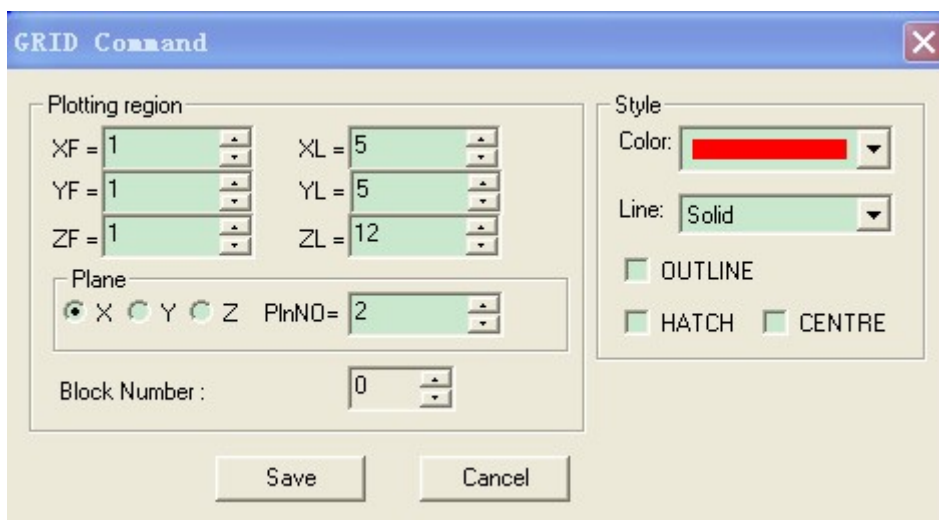 GRID Command
Plotting region
XF = 1 XL = 5
YF = 1 YL = 5
ZF = 1 ZL = 12
Plane
X Y Z PlnNO= 2
Block Number : 0
Style
Color:
Line: Solid
OUTLINE
HATCH CENTRE
Save Cancel